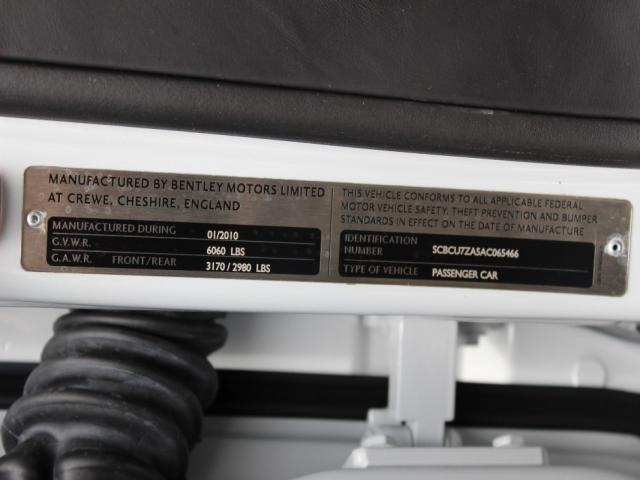 MANUFACTURED BY BENTLEY MOTORS LIMITED
AT CREWE, CHESHIRE, ENGLAND
MANUFACTURED DURING 01/2010
G.V.W.R. 6060 LBS
G.A.W.R. FRONT/REAR 3170 / 2980 LBS
THIS VEHICLE CONFORMS TO ALL APPLICABLE FEDERAL
MOTOR VEHICLE SAFETY, THEFT PREVENTION AND BUMPER
STANDARDS IN EFFECT ON THE DATE OF MANUFACTURE
IDENTIFICATION
NUMBER SCBCU7ZA5AC065466
TYPE OF VEHICLE PASSENGER CAR